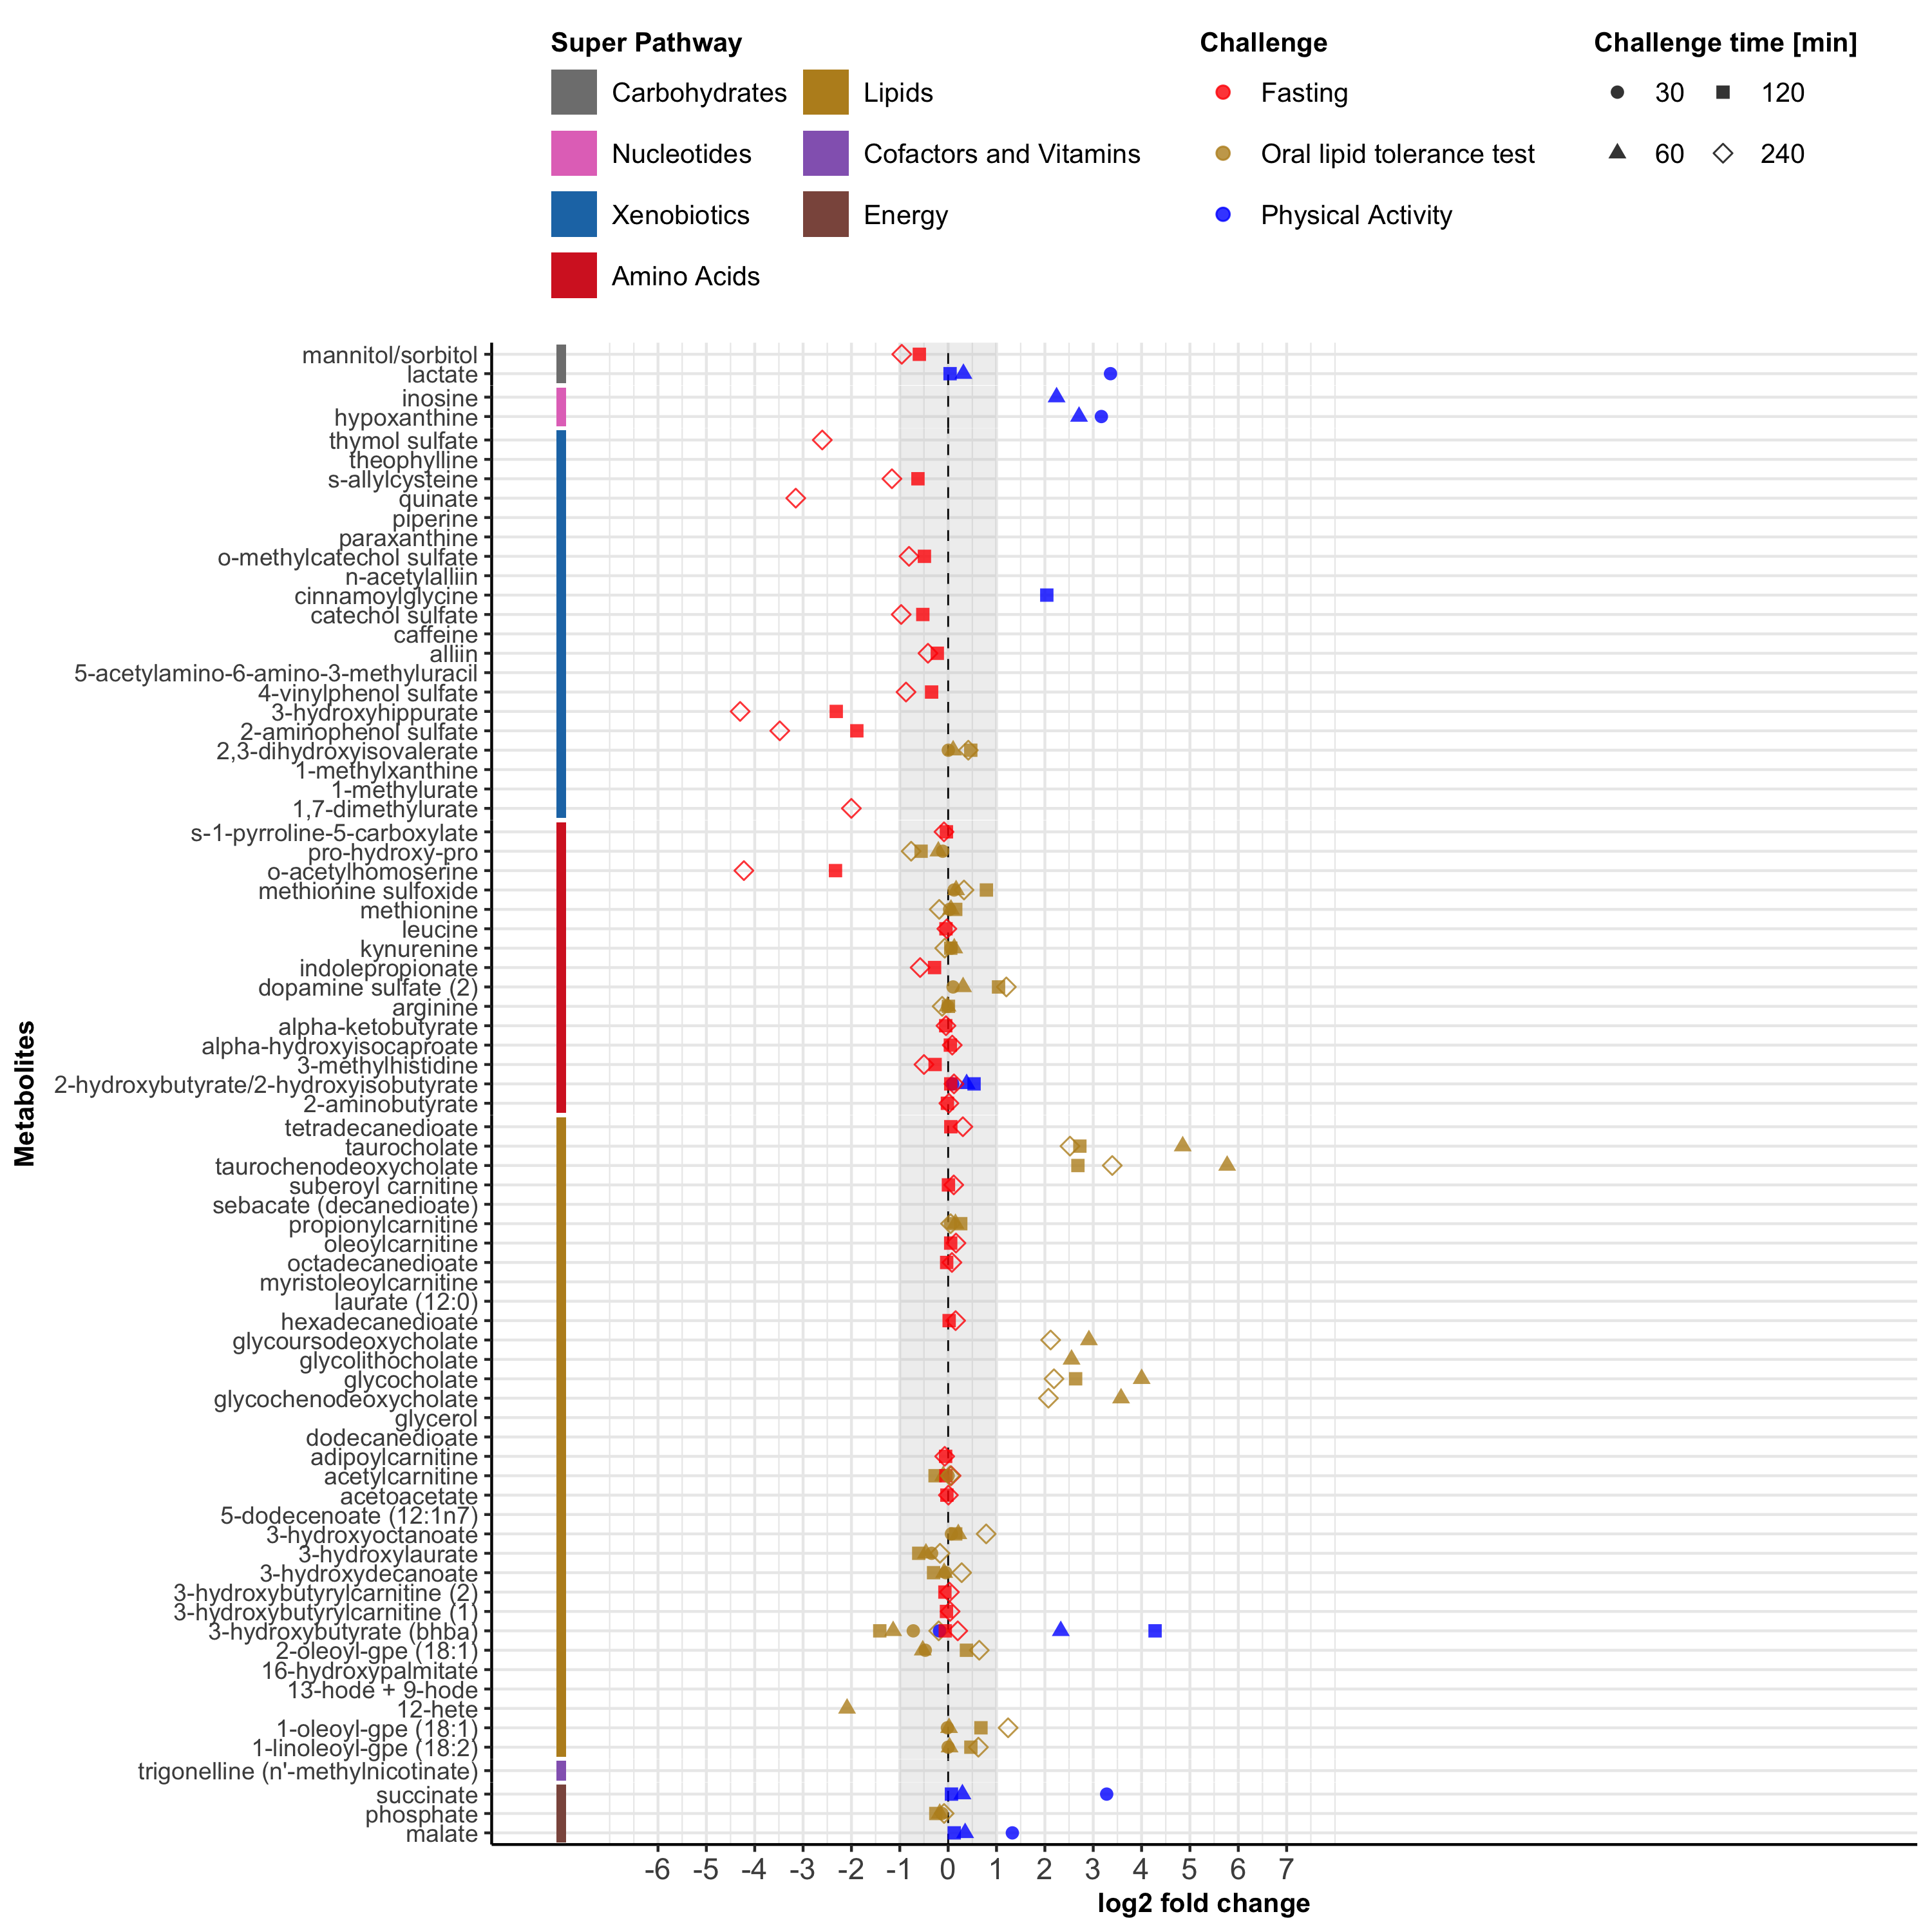 Super Pathway
Challenge
Challenge time [min]
Carbohydrates
Lipids
Fasting
30
120
Nucleotides
Cofactors and Vitamins
Oral lipid tolerance test
60
240
Xenobiotics
Energy
Physical Activity
Amino Acids
Metabolites
mannitol/sorbitol
lactate
inosine
hypoxanthine
thymol sulfate
theophylline
s-allylcysteine
quinate
piperine
paraxanthine
o-methylcatechol sulfate
n-acetylalliin
cinnamoylglycine
catechol sulfate
caffeine
alliin
5-acetylamino-6-amino-3-methyluracil
4-vinylphenol sulfate
3-hydroxyhippurate
2-aminophenol sulfate
2,3-dihydroxyisovalerate
1-methylxanthine
1-methylurate
1,7-dimethylurate
s-1-pyrroline-5-carboxylate
pro-hydroxy-pro
o-acetylhomoserine
methionine sulfoxide
methionine
leucine
kynurenine
indolepropionate
dopamine sulfate (2)
arginine
alpha-ketobutyrate
alpha-hydroxyisocaproate
3-methylhistidine
2-hydroxybutyrate/2-hydroxyisobutyrate
2-aminobutyrate
tetradecanedioate
taurocholate
taurochenodeoxycholate
suberoyl carnitine
sebacate (decanedioate)
propionylcarnitine
oleoylcarnitine
octadecanedioate
myristoleoylcarnitine
laurate (12:0)
hexadecanedioate
glycoursodeoxycholate
glycolithocholate
glycocholate
glycochenodeoxycholate
glycerol
dodecanedioate
adipoylcarnitine
acetylcarnitine
acetoacetate
5-dodecenoate (12:1n7)
3-hydroxyoctanoate
3-hydroxylaurate
3-hydroxydecanoate
3-hydroxybutyrylcarnitine (2)
3-hydroxybutyrylcarnitine (1)
3-hydroxybutyrate (bhba)
2-oleoyl-gpe (18:1)
16-hydroxypalmitate
13-hode + 9-hode
12-hete
1-oleoyl-gpe (18:1)
1-linoleoyl-gpe (18:2)
trigonelline (n'-methylnicotinate)
succinate
phosphate
malate
-6 -5 -4 -3 -2 -1 0 1 2 3 4 5 6 7
log2 fold change